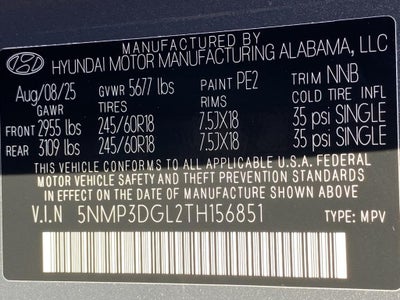 MANUFACTURED BY
HYUNDAI MOTOR MANUFACTURING ALABAMA, LLC
Aug/08/25 GVWR 5677 lbs PAINT PE2 TRIM NNB
GAWR TIRES RIMS COLD TIRE INFL
FRONT 2955 lbs 245/60R18 7.5JX18 35 psi SINGLE
REAR 3109 lbs 245/60R18 7.5JX18 35 psi SINGLE
THIS VEHICLE CONFORMS TO ALL APPLICABLE U.S.A. FEDERAL
MOTOR VEHICLE SAFETY AND THEFT PREVENTION STANDARDS
IN EFFECT ON THE DATE OF MANUFACTURE SHOWN ABOVE.
V.I.N 5NMP3DGL2TH156851 TYPE: MPV